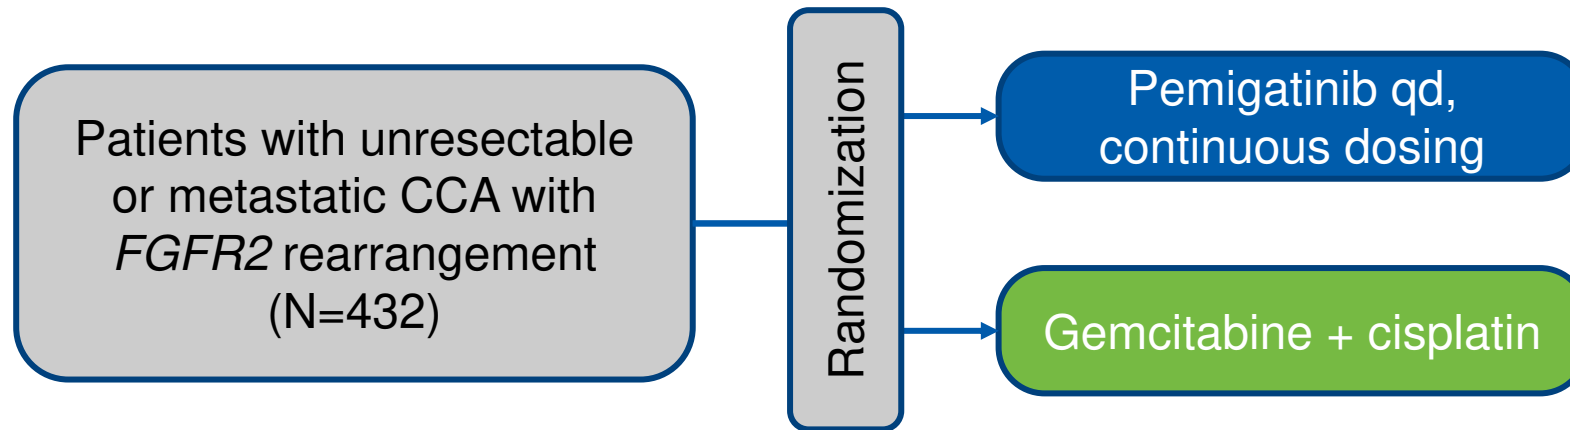 Patients with unresectable
or metastatic CCA with
FGFR2 rearrangement
(N=432)
Randomization
Pemigatinib qd,
continuous dosing
Gemcitabine + cisplatin